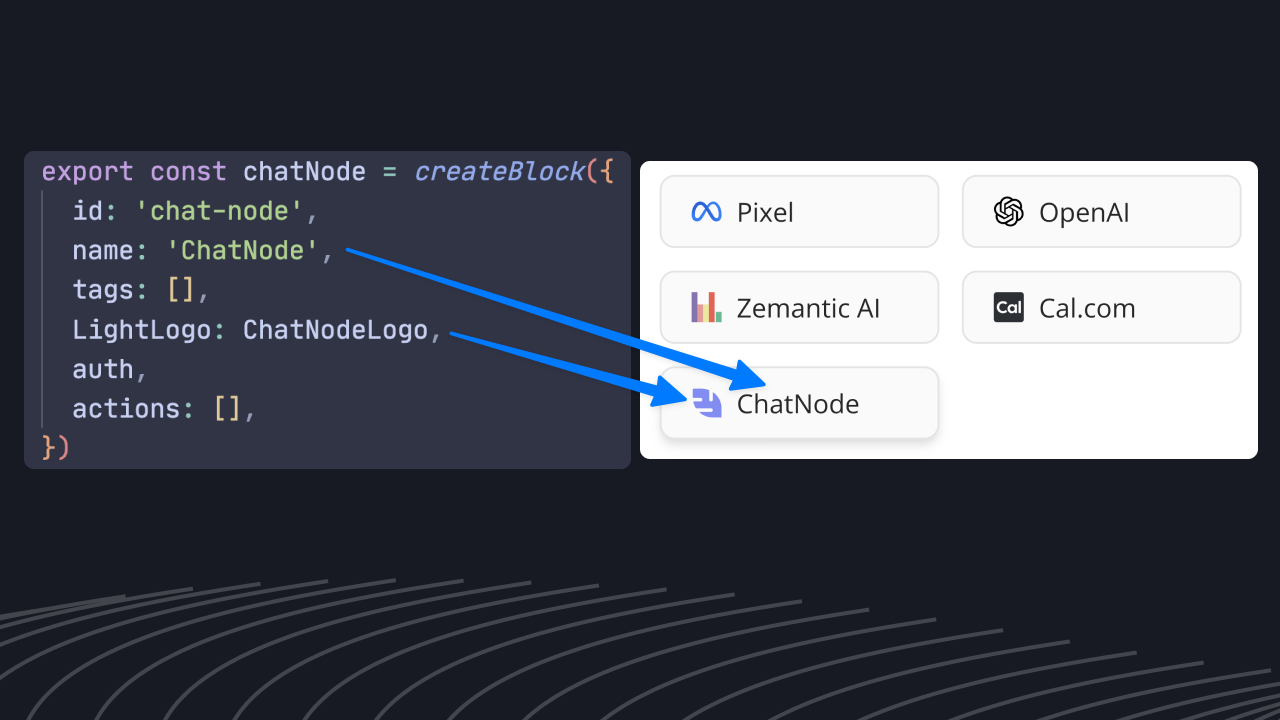 export const chatNode = createBlock({
id: 'chat-node',
name: 'ChatNode',
tags: [],
LightLogo: ChatNodeLogo,
auth,
actions: [],
})
Pixel
OpenAI
Zemantic AI
Cal
Cal.com
ChatNode